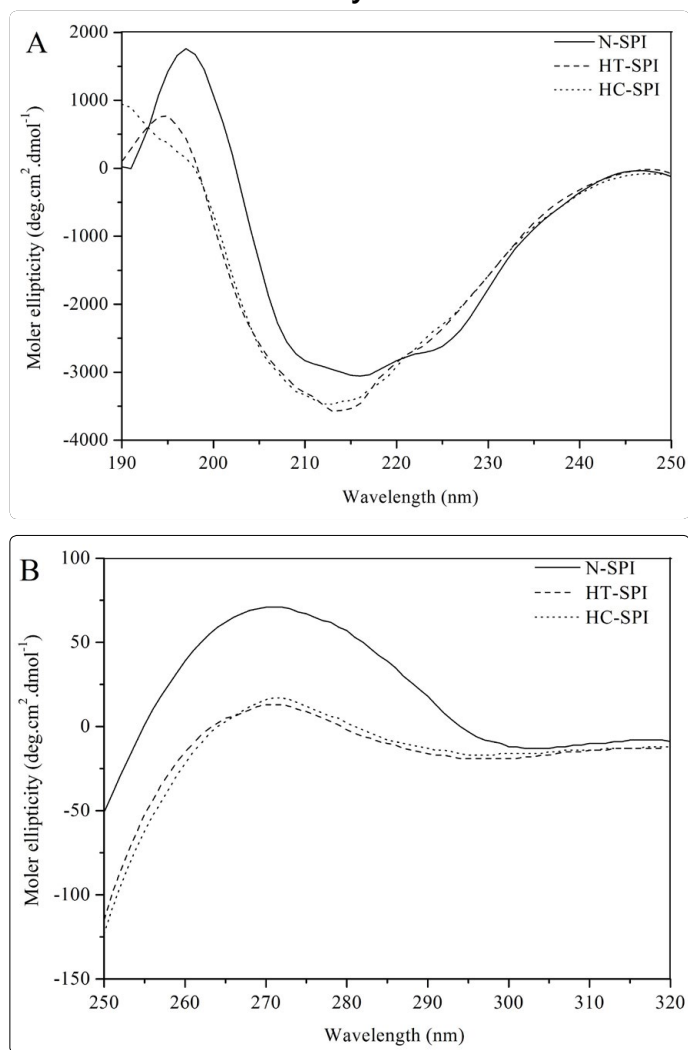 A
N-SPI
HT-SPI
HC-SPI
2000
1000
0
-1000
-2000
-3000
-4000
Moler ellipticity (deg.cm².dmol⁻¹)
190 200 210 220 230 240 250
Wavelength (nm)
B
N-SPI
HT-SPI
HC-SPI
100
50
0
-50
-100
-150
Moler ellipticity (deg.cm².dmol⁻¹)
250 260 270 280 290 300 310 320
Wavelength (nm)